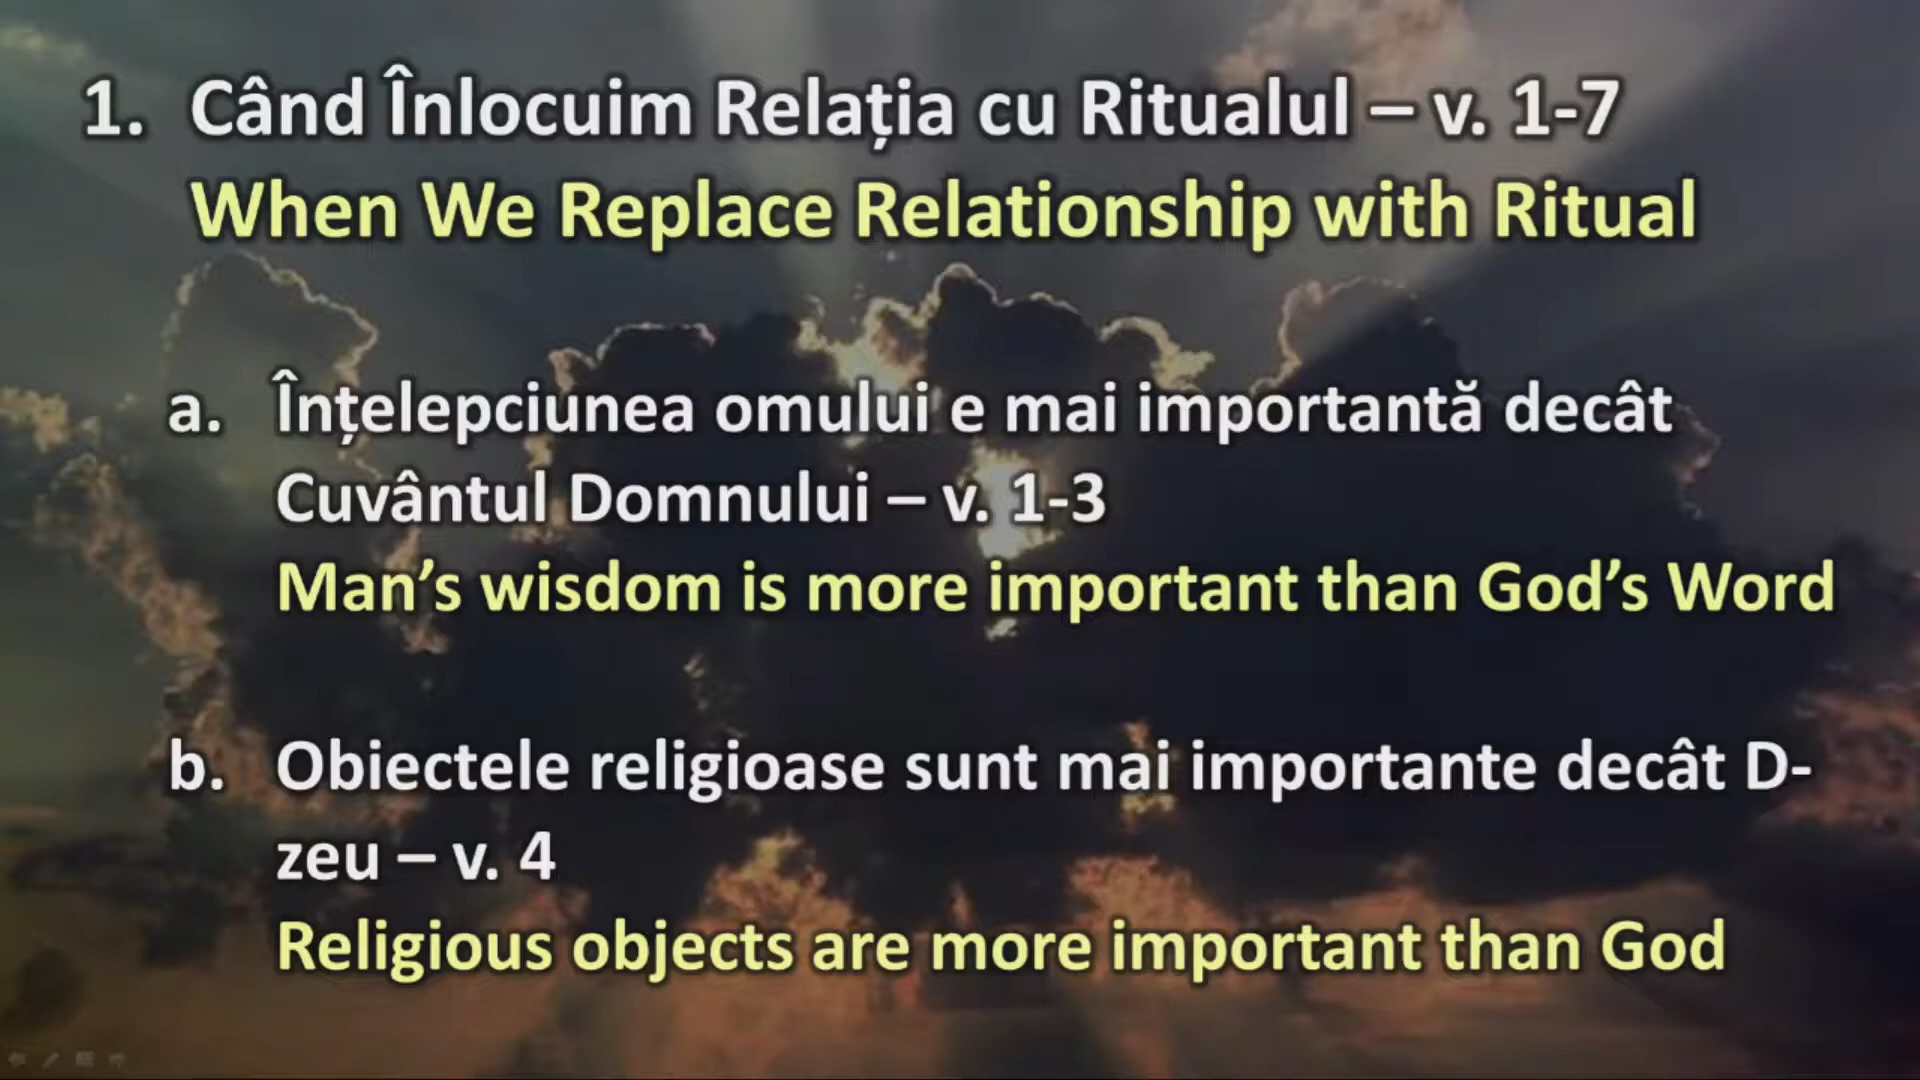 1. Când Înlocuim Relația cu Ritualul – v. 1-7
When We Replace Relationship with Ritual
a. Înțelepciunea omului e mai importantă decât
Cuvântul Domnului – v. 1-3
Man’s wisdom is more important than God’s Word
b. Obiectele religioase sunt mai importante decât D-
zeu – v. 4
Religious objects are more important than God